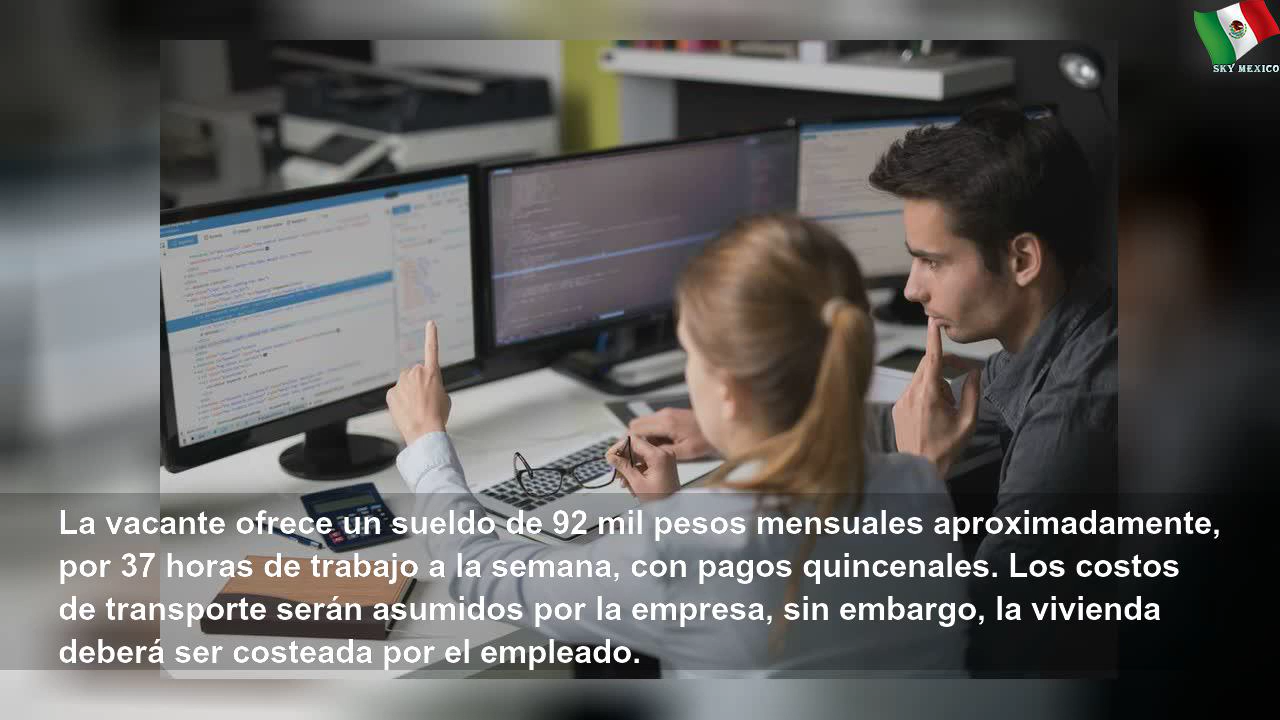 SKY MEXICO
La vacante ofrece un sueldo de 92 mil pesos mensuales aproximadamente,
por 37 horas de trabajo a la semana, con pagos quincenales. Los costos
de transporte serán asumidos por la empresa, sin embargo, la vivienda
deberá ser costeada por el empleado.